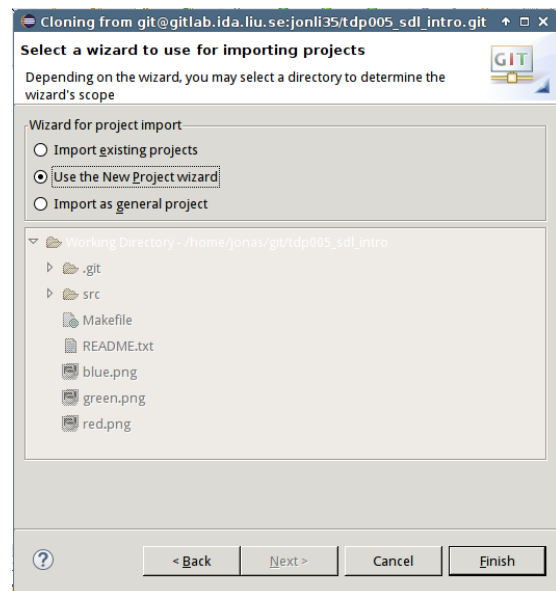 Cloning from git@gitlab.ida.liu.se:jonli35/tdp005_sdl_intro.git
Select a wizard to use for importing projects
Depending on the wizard, you may select a directory to determine the
wizard's scope
GIT
Wizard for project import
Import existing projects
Use the New Project wizard
Import as general project
Working Directory - /home/jonas/git/tdp005_sdl_intro
.git
src
Makefile
README.txt
blue.png
green.png
red.png
? < Back Next > Cancel Finish